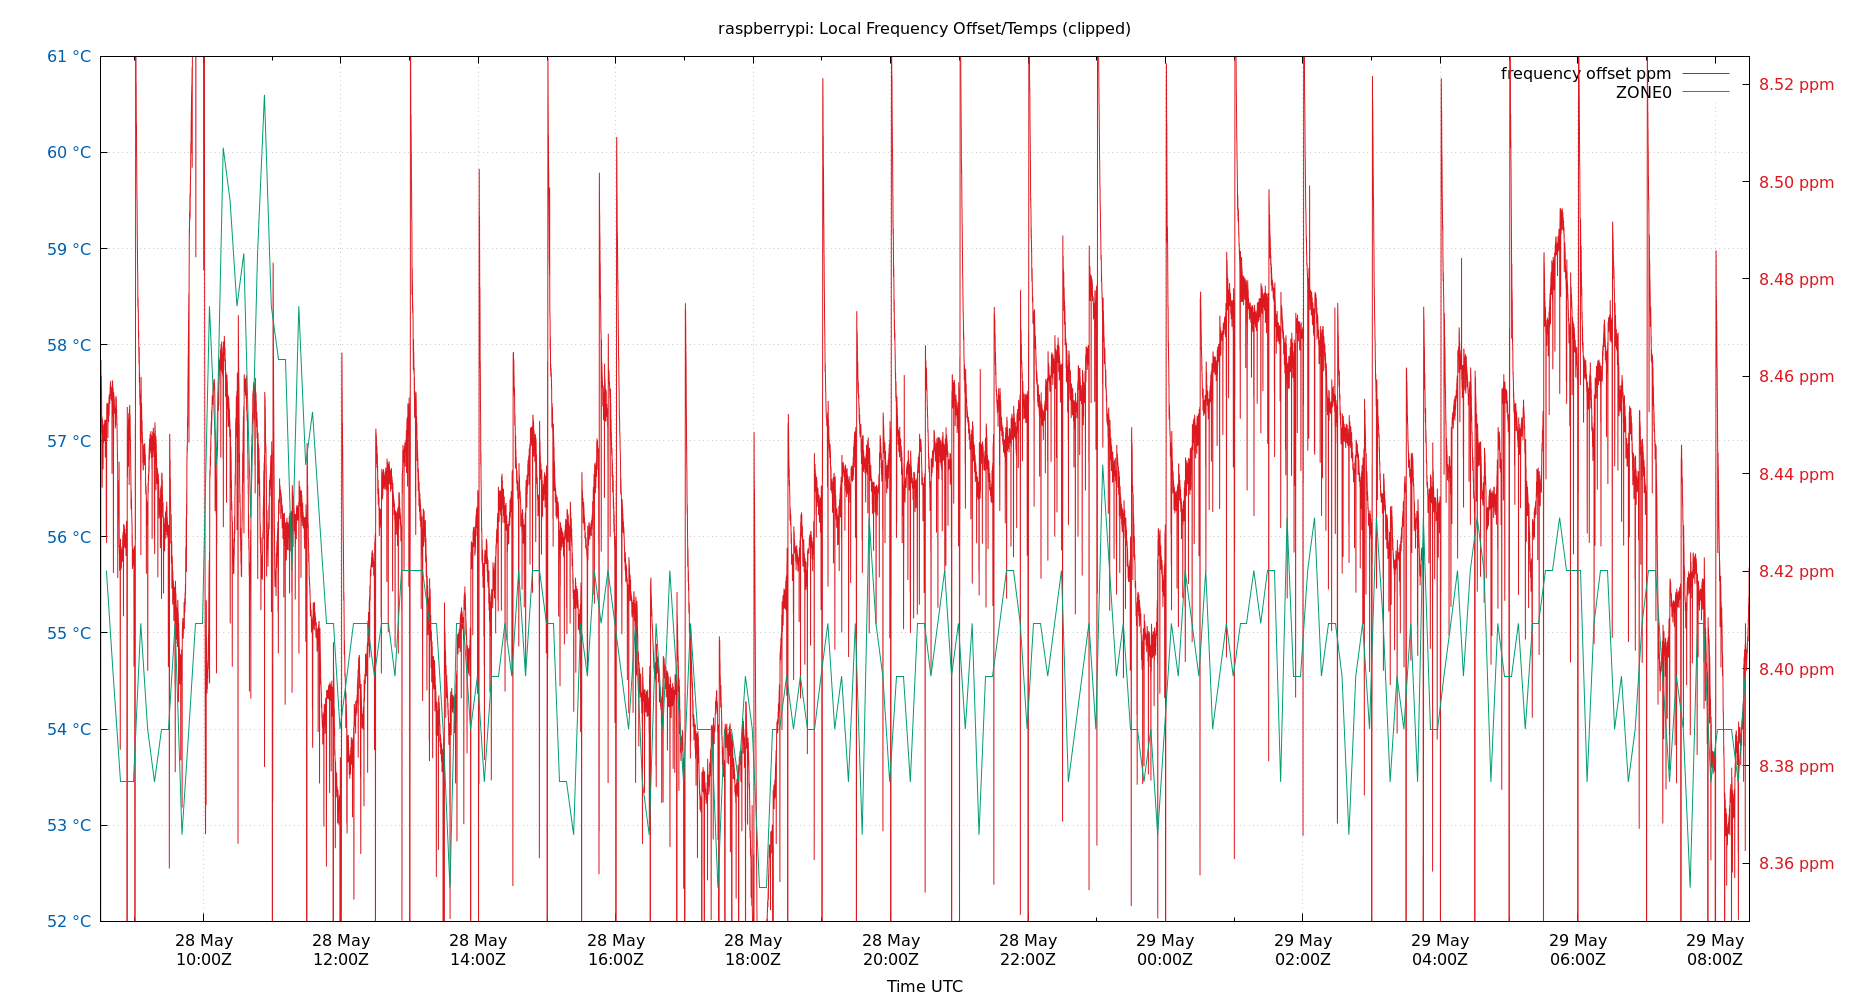 raspberrypi: Local Frequency Offset/Temps (clipped)
frequency offset ppm
ZONE0
61 °C
60 °C
59 °C
58 °C
57 °C
56 °C
55 °C
54 °C
53 °C
52 °C
8.52 ppm
8.50 ppm
8.48 ppm
8.46 ppm
8.44 ppm
8.42 ppm
8.40 ppm
8.38 ppm
8.36 ppm
28 May 28 May 28 May 28 May 28 May 28 May 28 May 29 May 29 May 29 May 29 May 29 May
10:00Z 12:00Z 14:00Z 16:00Z 18:00Z 20:00Z 22:00Z 00:00Z 02:00Z 04:00Z 06:00Z 08:00Z
Time UTC